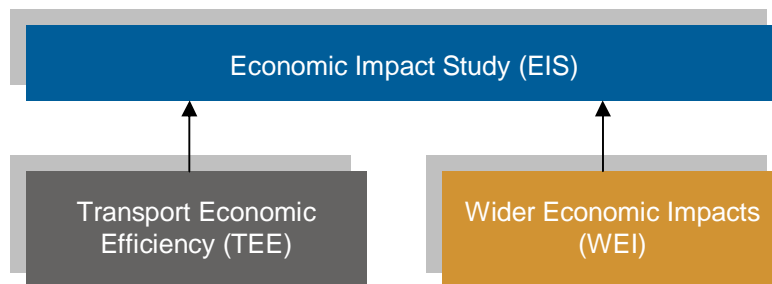 Economic Impact Study (EIS)
Transport Economic
Efficiency (TEE)
Wider Economic Impacts
(WEI)